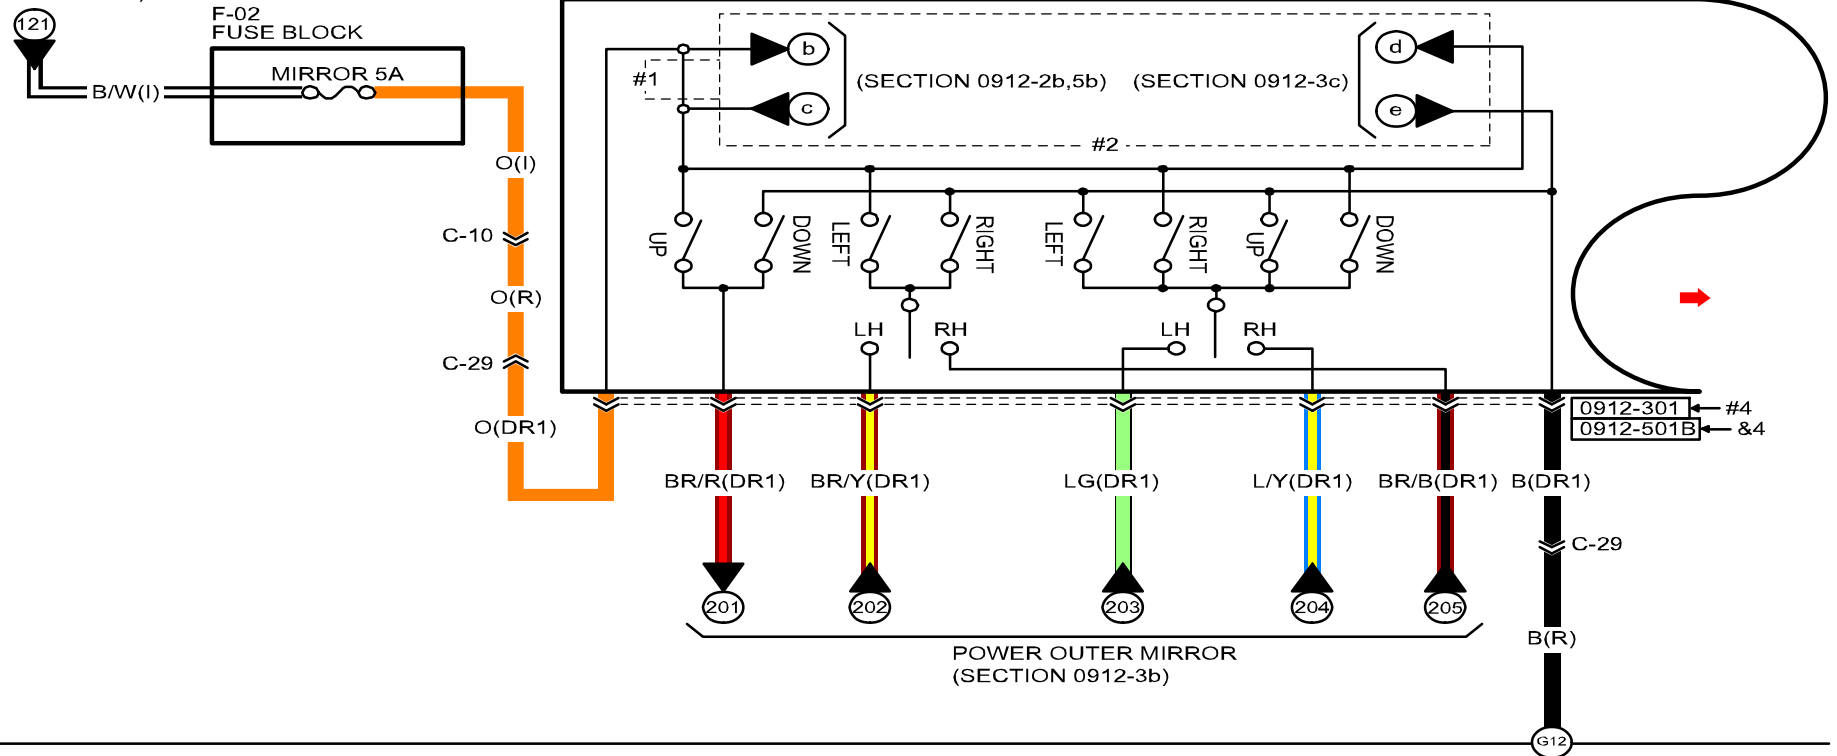 121
F-02
FUSE BLOCK
MIRROR 5A
B/W(I)
O(I)
C-10
O(R)
C-29
O(DR1)
#1
b
c
(SECTION 0912-2b,5b)
(SECTION 0912-3c)
d
e
#2
UP
DOWN
LEFT
RIGHT
LEFT
RIGHT
UP
DOWN
LH
RH
LH
RH
0912-301
#4
0912-501B
&4
BR/R(DR1)
BR/Y(DR1)
LG(DR1)
L/Y(DR1)
BR/B(DR1)
B(DR1)
C-29
201
202
203
204
205
POWER OUTER MIRROR
(SECTION 0912-3b)
B(R)
G12